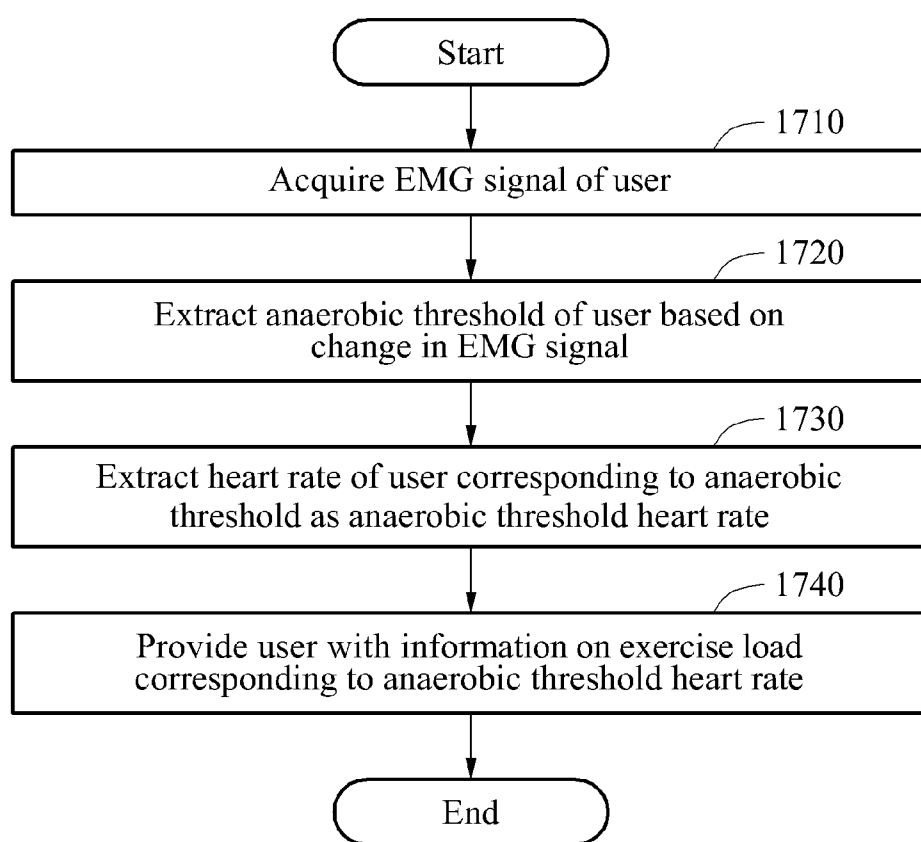 Start
1710
Acquire EMG signal of user
1720
Extract anaerobic threshold of user based on
change in EMG signal
1730
Extract heart rate of user corresponding to anaerobic
threshold as anaerobic threshold heart rate
1740
Provide user with information on exercise load
corresponding to anaerobic threshold heart rate
End